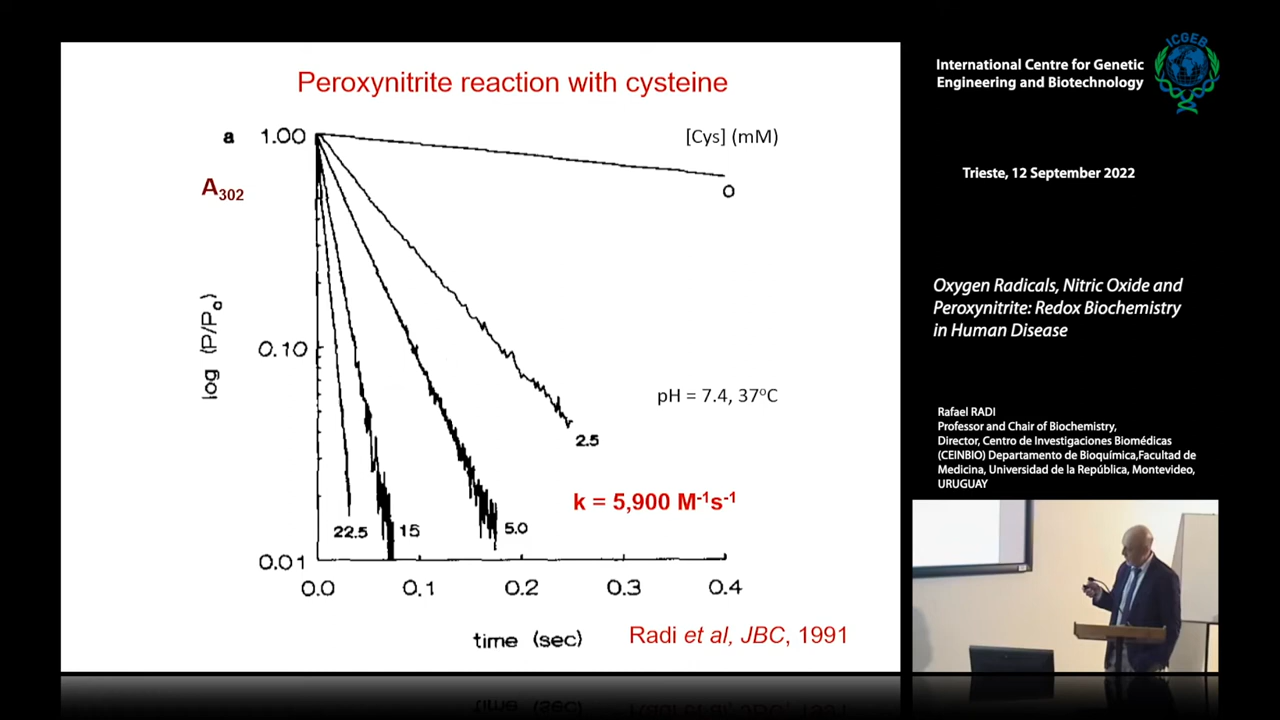 Peroxynitrite reaction with cysteine
a
1.00
[Cys] (mM)
A302
0
log (P/Po)
0.10
pH = 7.4, 37oC
2.5
k = 5,900 M-1s-1
22.5
15
5.0
0.01
0.0
0.1
0.2
0.3
0.4
time (sec)
Radi et al, JBC, 1991
ICGEB
International Centre for Genetic
Engineering and Biotechnology
Trieste, 12 September 2022
Oxygen Radicals, Nitric Oxide and
Peroxynitrite: Redox Biochemistry
in Human Disease
Rafael RADI
Professor and Chair of Biochemistry,
Director, Centro de Investigaciones Biomédicas
(CEINBIO) Departamento de Bioquímica,Facultad de
Medicina, Universidad de la República, Montevideo,
URUGUAY